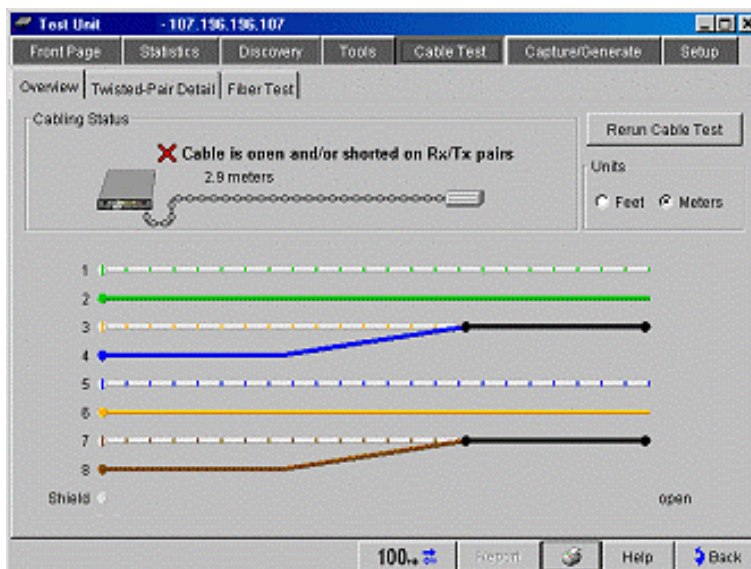 Test Unit - 107.196.196.107
Front Page Statistics Discovery Tools Cable Test Capture/Generate Setup
Overview Twisted-Pair Detail Fiber Test
Cabling Status
Cable is open and/or shorted on Rx/Tx pairs
2.9 meters
Rerun Cable Test
Units
Feet Meters
1
2
3
4
5
6
7
8
Shield open
100 Report Help Back